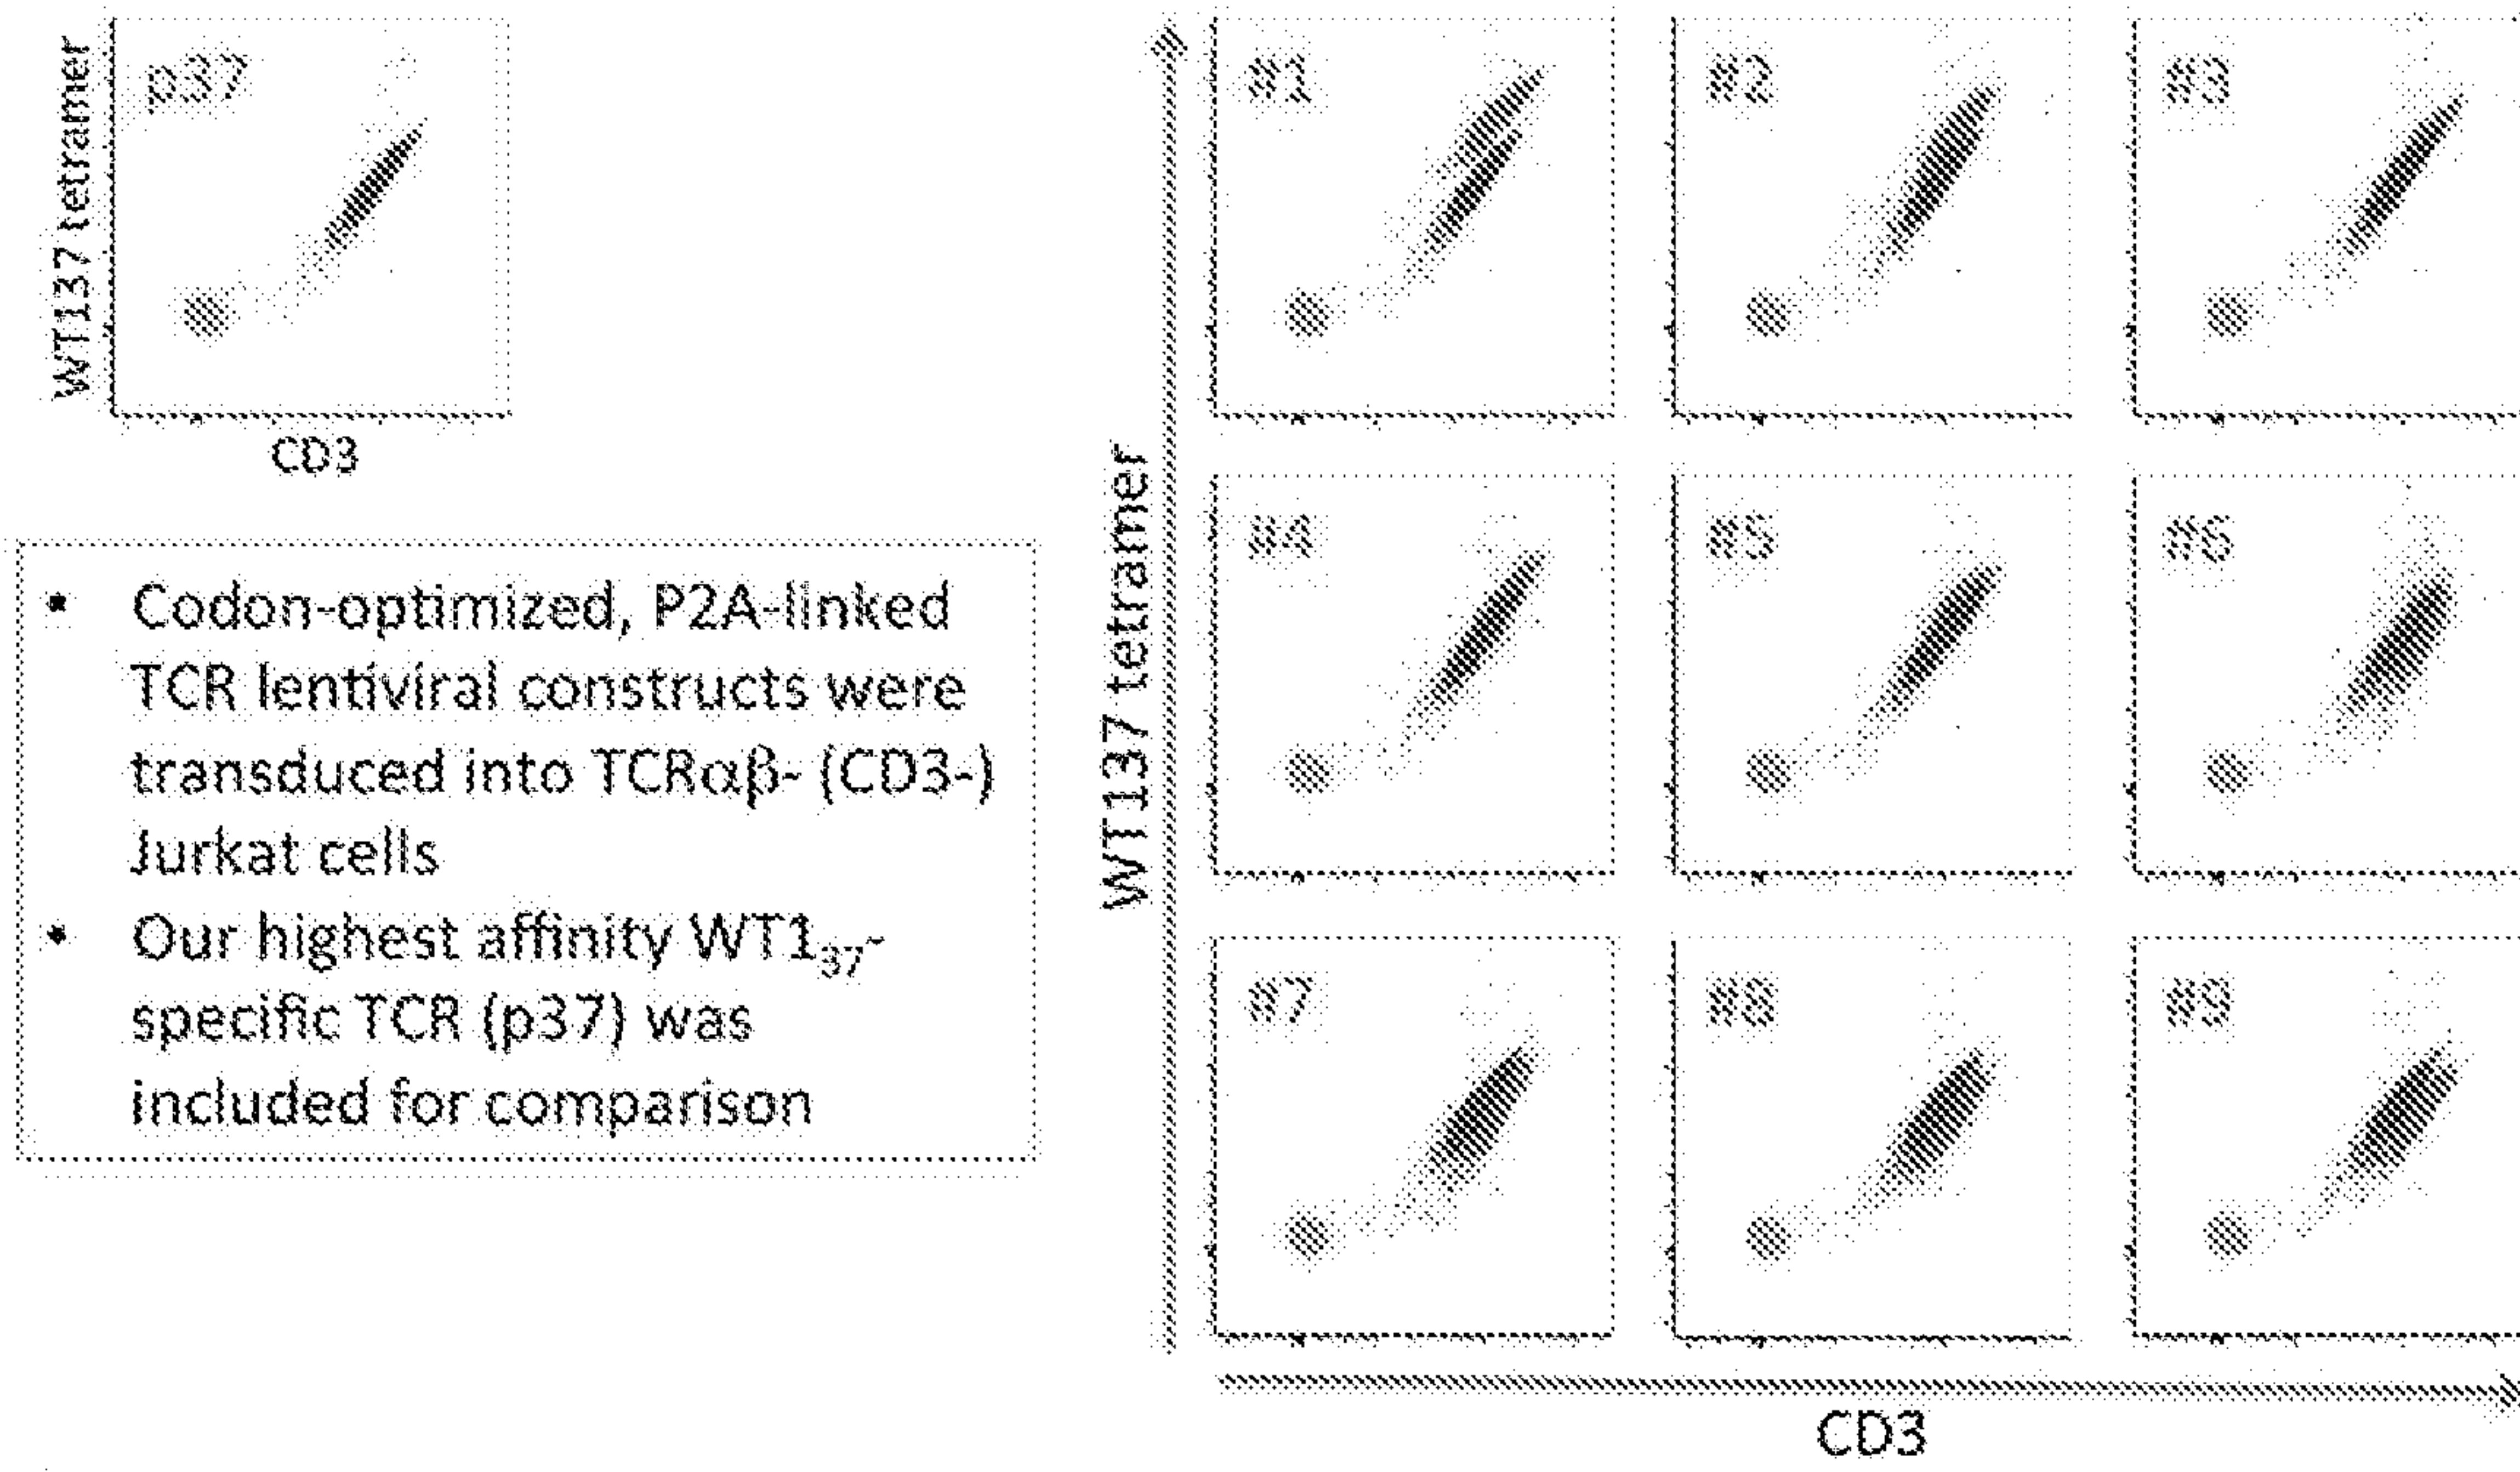 WT137 tetramer
p37
CD3
• Codon-optimized, P2A-linked
TCR lentiviral constructs were
transduced into TCRαβ- (CD3-)
Jurkat cells
• Our highest affinity WT1₃₇-
specific TCR (p37) was
included for comparison
WT137 tetramer
#1
#2
#3
#4
#5
#6
#7
#8
#9
CD3